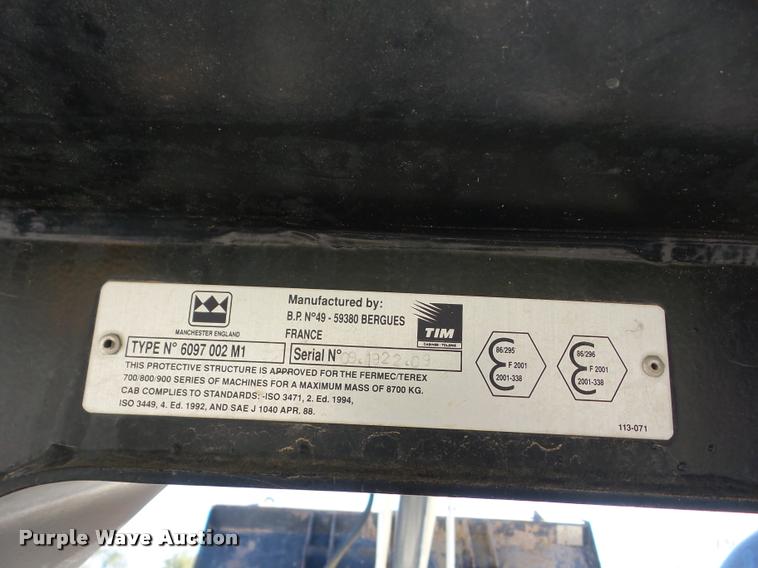 MANCHESTER ENGLAND
Manufactured by:
B.P. N°49 - 59380 BERGUES
FRANCE
TIM
TYPE N° 6097 002 M1
Serial N°
THIS PROTECTIVE STRUCTURE IS APPROVED FOR THE FERMEC/TEREX
700/800/900 SERIES OF MACHINES FOR A MAXIMUM MASS OF 8700 KG.
CAB COMPLIES TO STANDARDS: -ISO 3471, 2. Ed. 1994,
ISO 3449, 4. Ed. 1992, AND SAE J 1040 APR. 88.
86/295
F 2001
2001-338
86/296
F 2001
2001-338
113-071
Purple Wave Auction